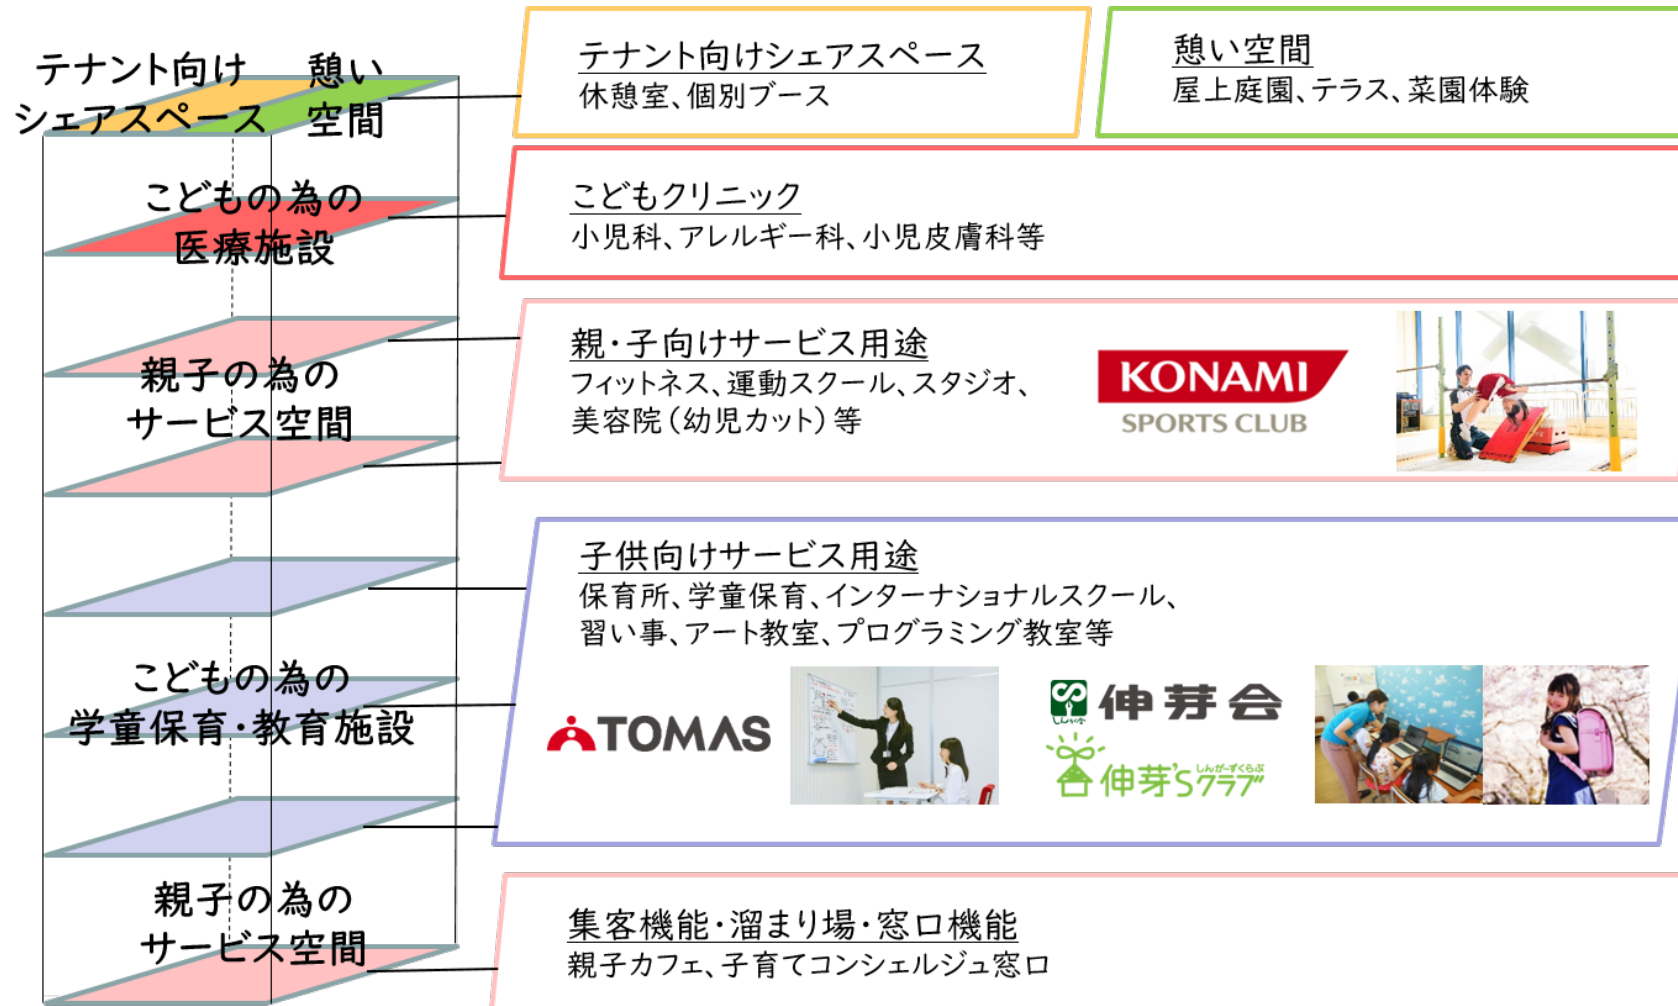 テナント向け
シェアスペース
憩い
空間
テナント向けシェアスペース
休憩室、個別ブース
憩い空間
屋上庭園、テラス、菜園体験
こどもの為の
医療施設
こどもクリニック
小児科、アレルギー科、小児皮膚科等
親子の為の
サービス空間
親・子向けサービス用途
フィットネス、運動スクール、スタジオ、
美容院(幼児カット)等
KONAMI
SPORTS CLUB
こどもの為の
学童保育・教育施設
子供向けサービス用途
保育所、学童保育、インターナショナルスクール、
習い事、アート教室、プログラミング教室等
TOMAS
しんが会
伸芽会
しんが~ずくらぶ
伸芽'Sクラブ
親子の為の
サービス空間
集客機能・溜まり場・窓口機能
親子カフェ、子育てコンシェルジュ窓口